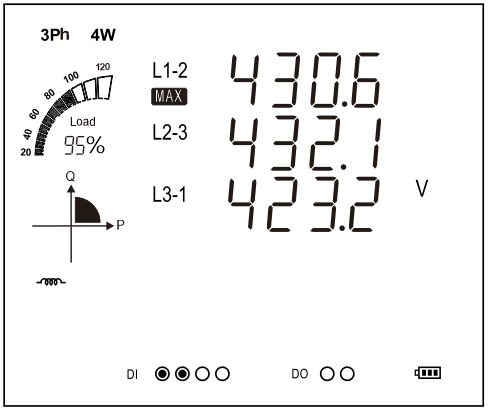 3Ph 4W
120
100
80
60
40
20
Load
95%
L1-2 430.6
MAX
L2-3 432.1
L3-1 423.2 V
Q
P
DI DO